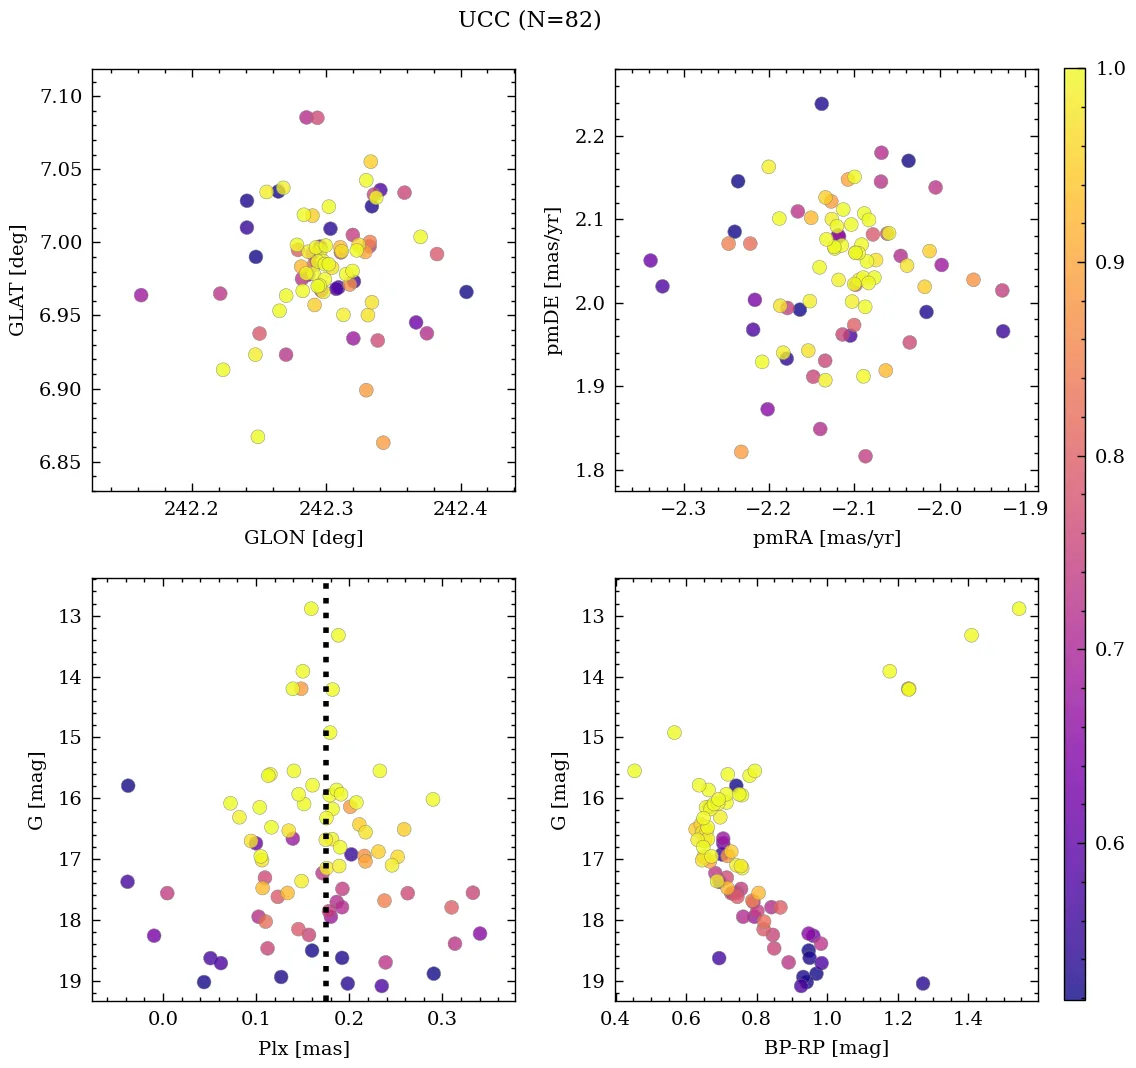 UCC (N=82)
7.10
7.05
7.00
6.95
6.90
6.85
GLAT [deg]
242.2 242.3 242.4
GLON [deg]
2.2
2.1
2.0
1.9
1.8
pmDE [mas/yr]
−2.3 −2.2 −2.1 −2.0 −1.9
pmRA [mas/yr]
13
14
15
16
17
18
19
G [mag]
0.0 0.1 0.2 0.3
Plx [mas]
13
14
15
16
17
18
19
G [mag]
0.4 0.6 0.8 1.0 1.2 1.4
BP-RP [mag]
1.0
0.9
0.8
0.7
0.6